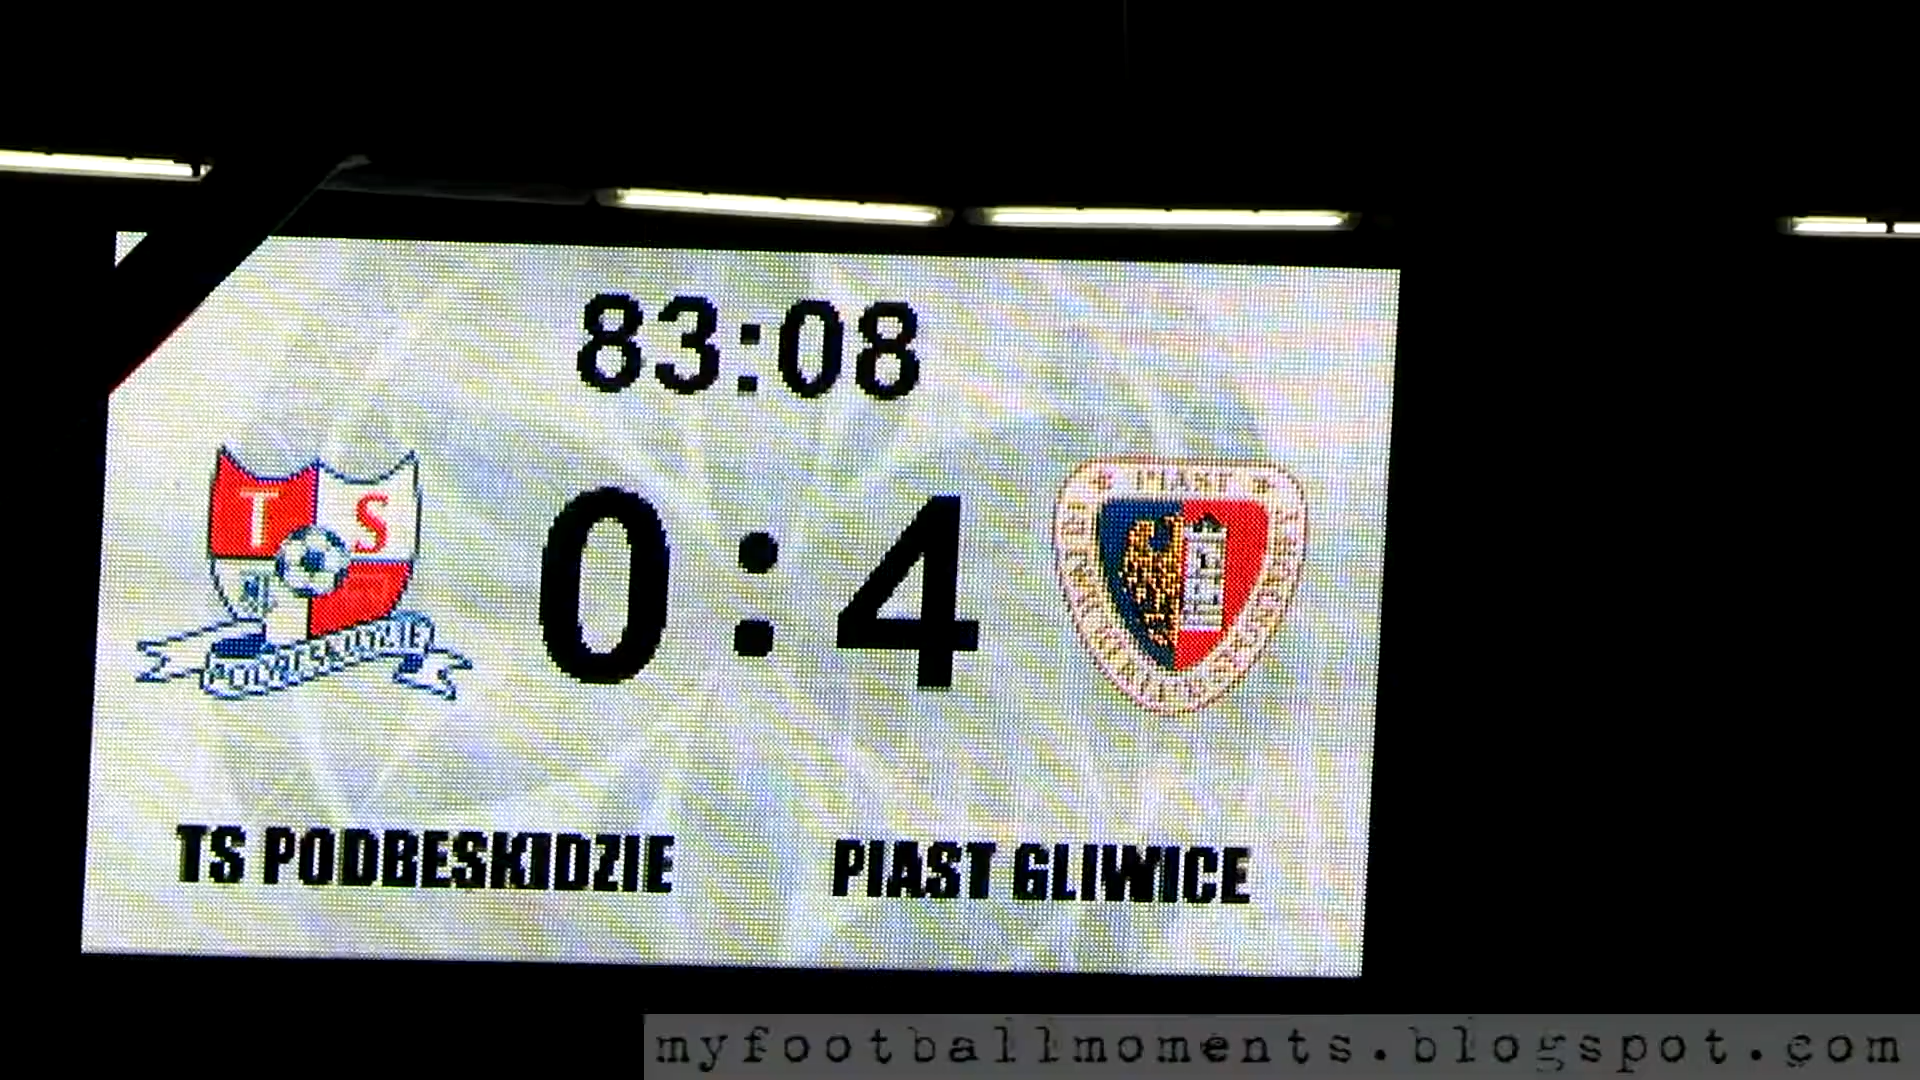 83:08
T S
0:4
PIAST
TS PODBESKIDZIE
PIAST GLIWICE
myfootballmoments.blogspot.com